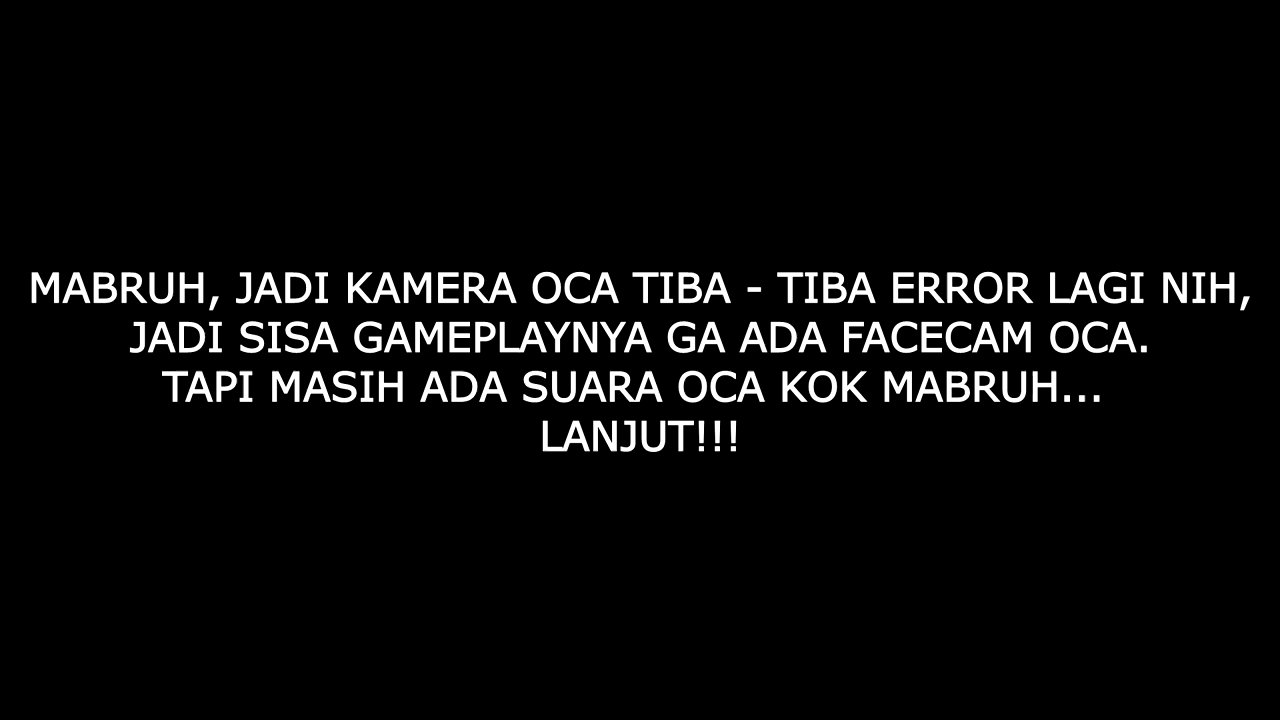 MABRUH, JADI KAMERA OCA TIBA - TIBA ERROR LAGI NIH,
JADI SISA GAMEPLAYNYA GA ADA FACECAM OCA.
TAPI MASIH ADA SUARA OCA KOK MABRUH...
LANJUT!!!